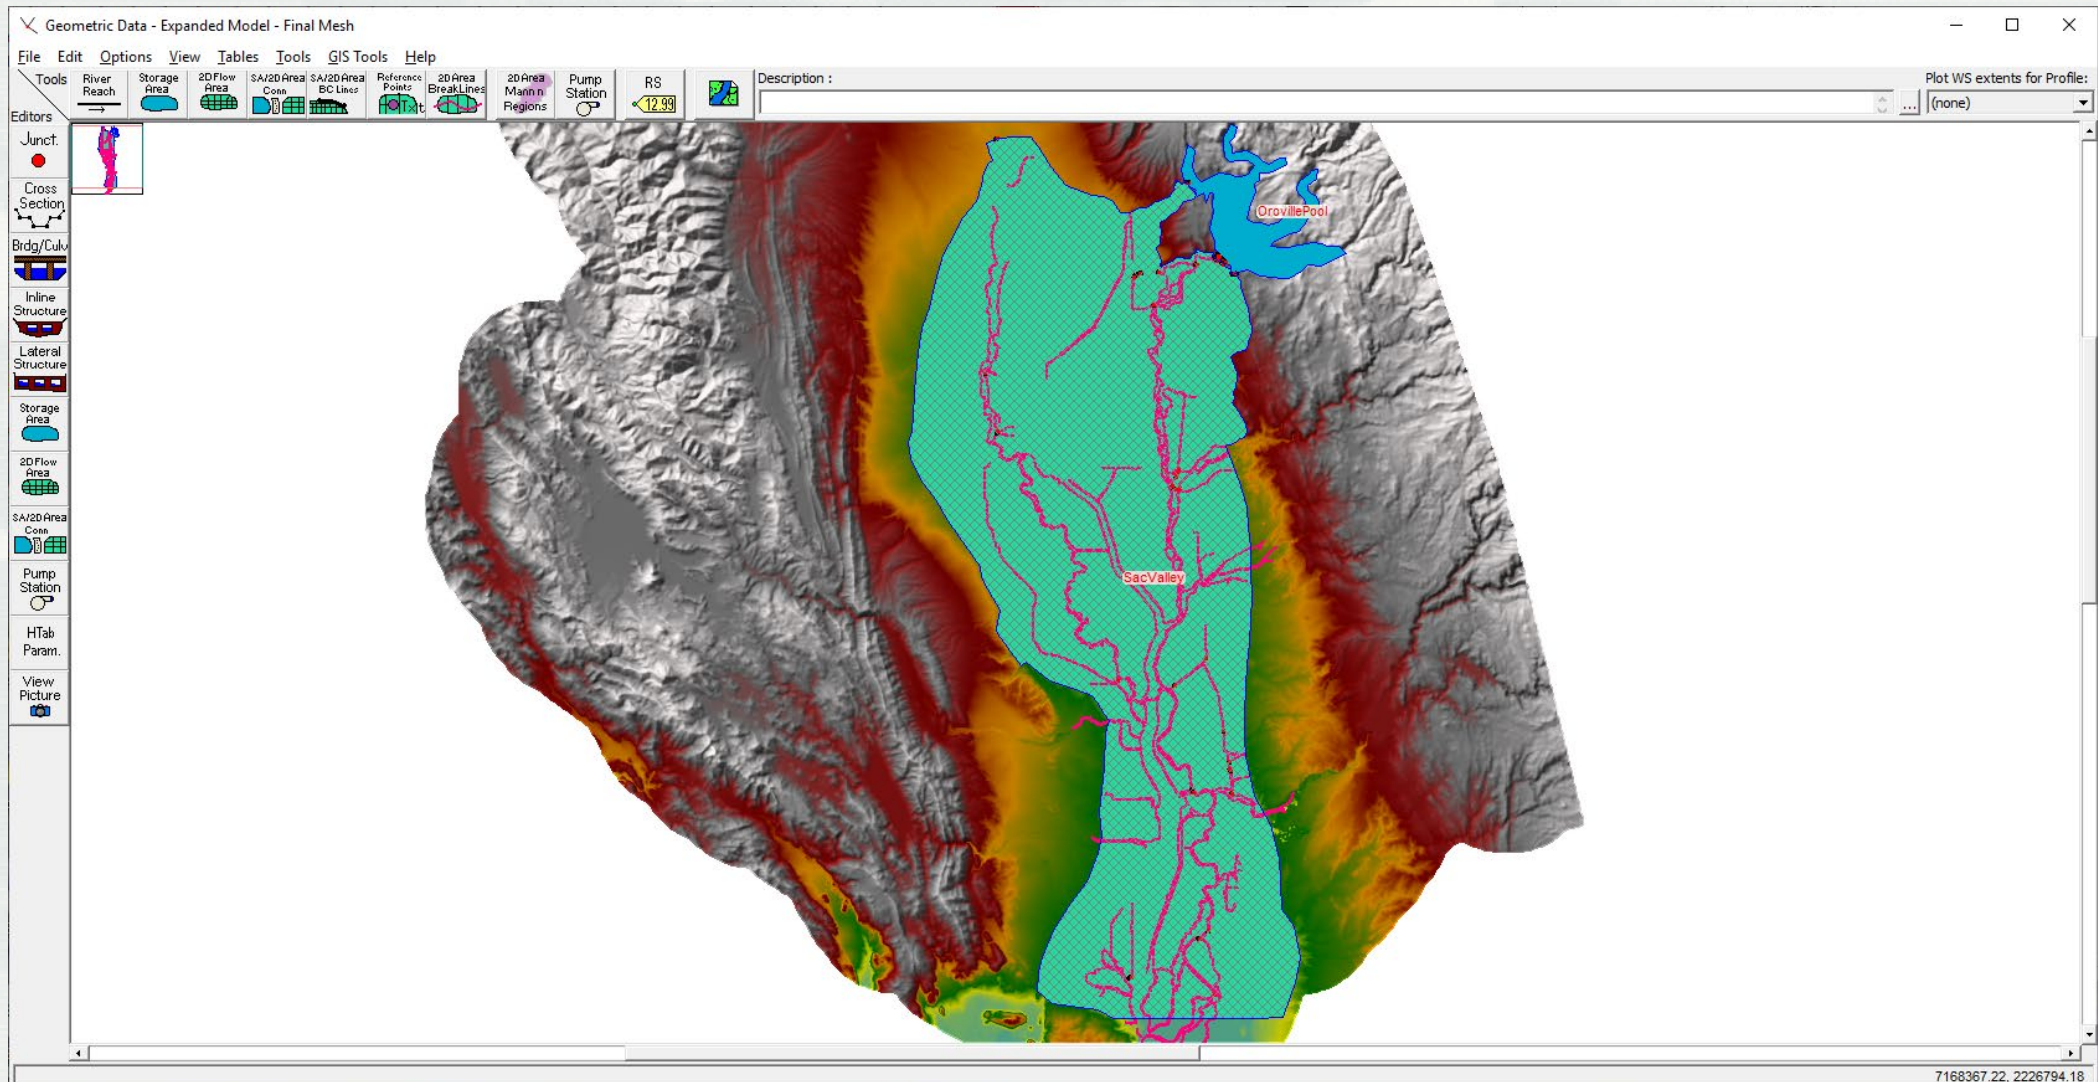 Geometric Data - Expanded Model - Final Mesh
File Edit Options View Tables Tools GIS Tools Help
Tools
Editors
River
Reach
Storage
Area
2D Flow
Area
SA/2D Area
Conn
SA/2D Area
BC Lines
Reference
Points
2D Area
BreakLines
2D Area
Mann n
Regions
Pump
Station
RS
12.99
Description :
...
Plot WS extents for Profile:
(none)
Junct.
Cross
Section
Brdg/Culv
Inline
Structure
Lateral
Structure
Storage
Area
2D Flow
Area
SA/2D Area
Conn
Pump
Station
HTab
Param.
View
Picture
OrovillePool
SacValley
7168367.22, 2226794.18